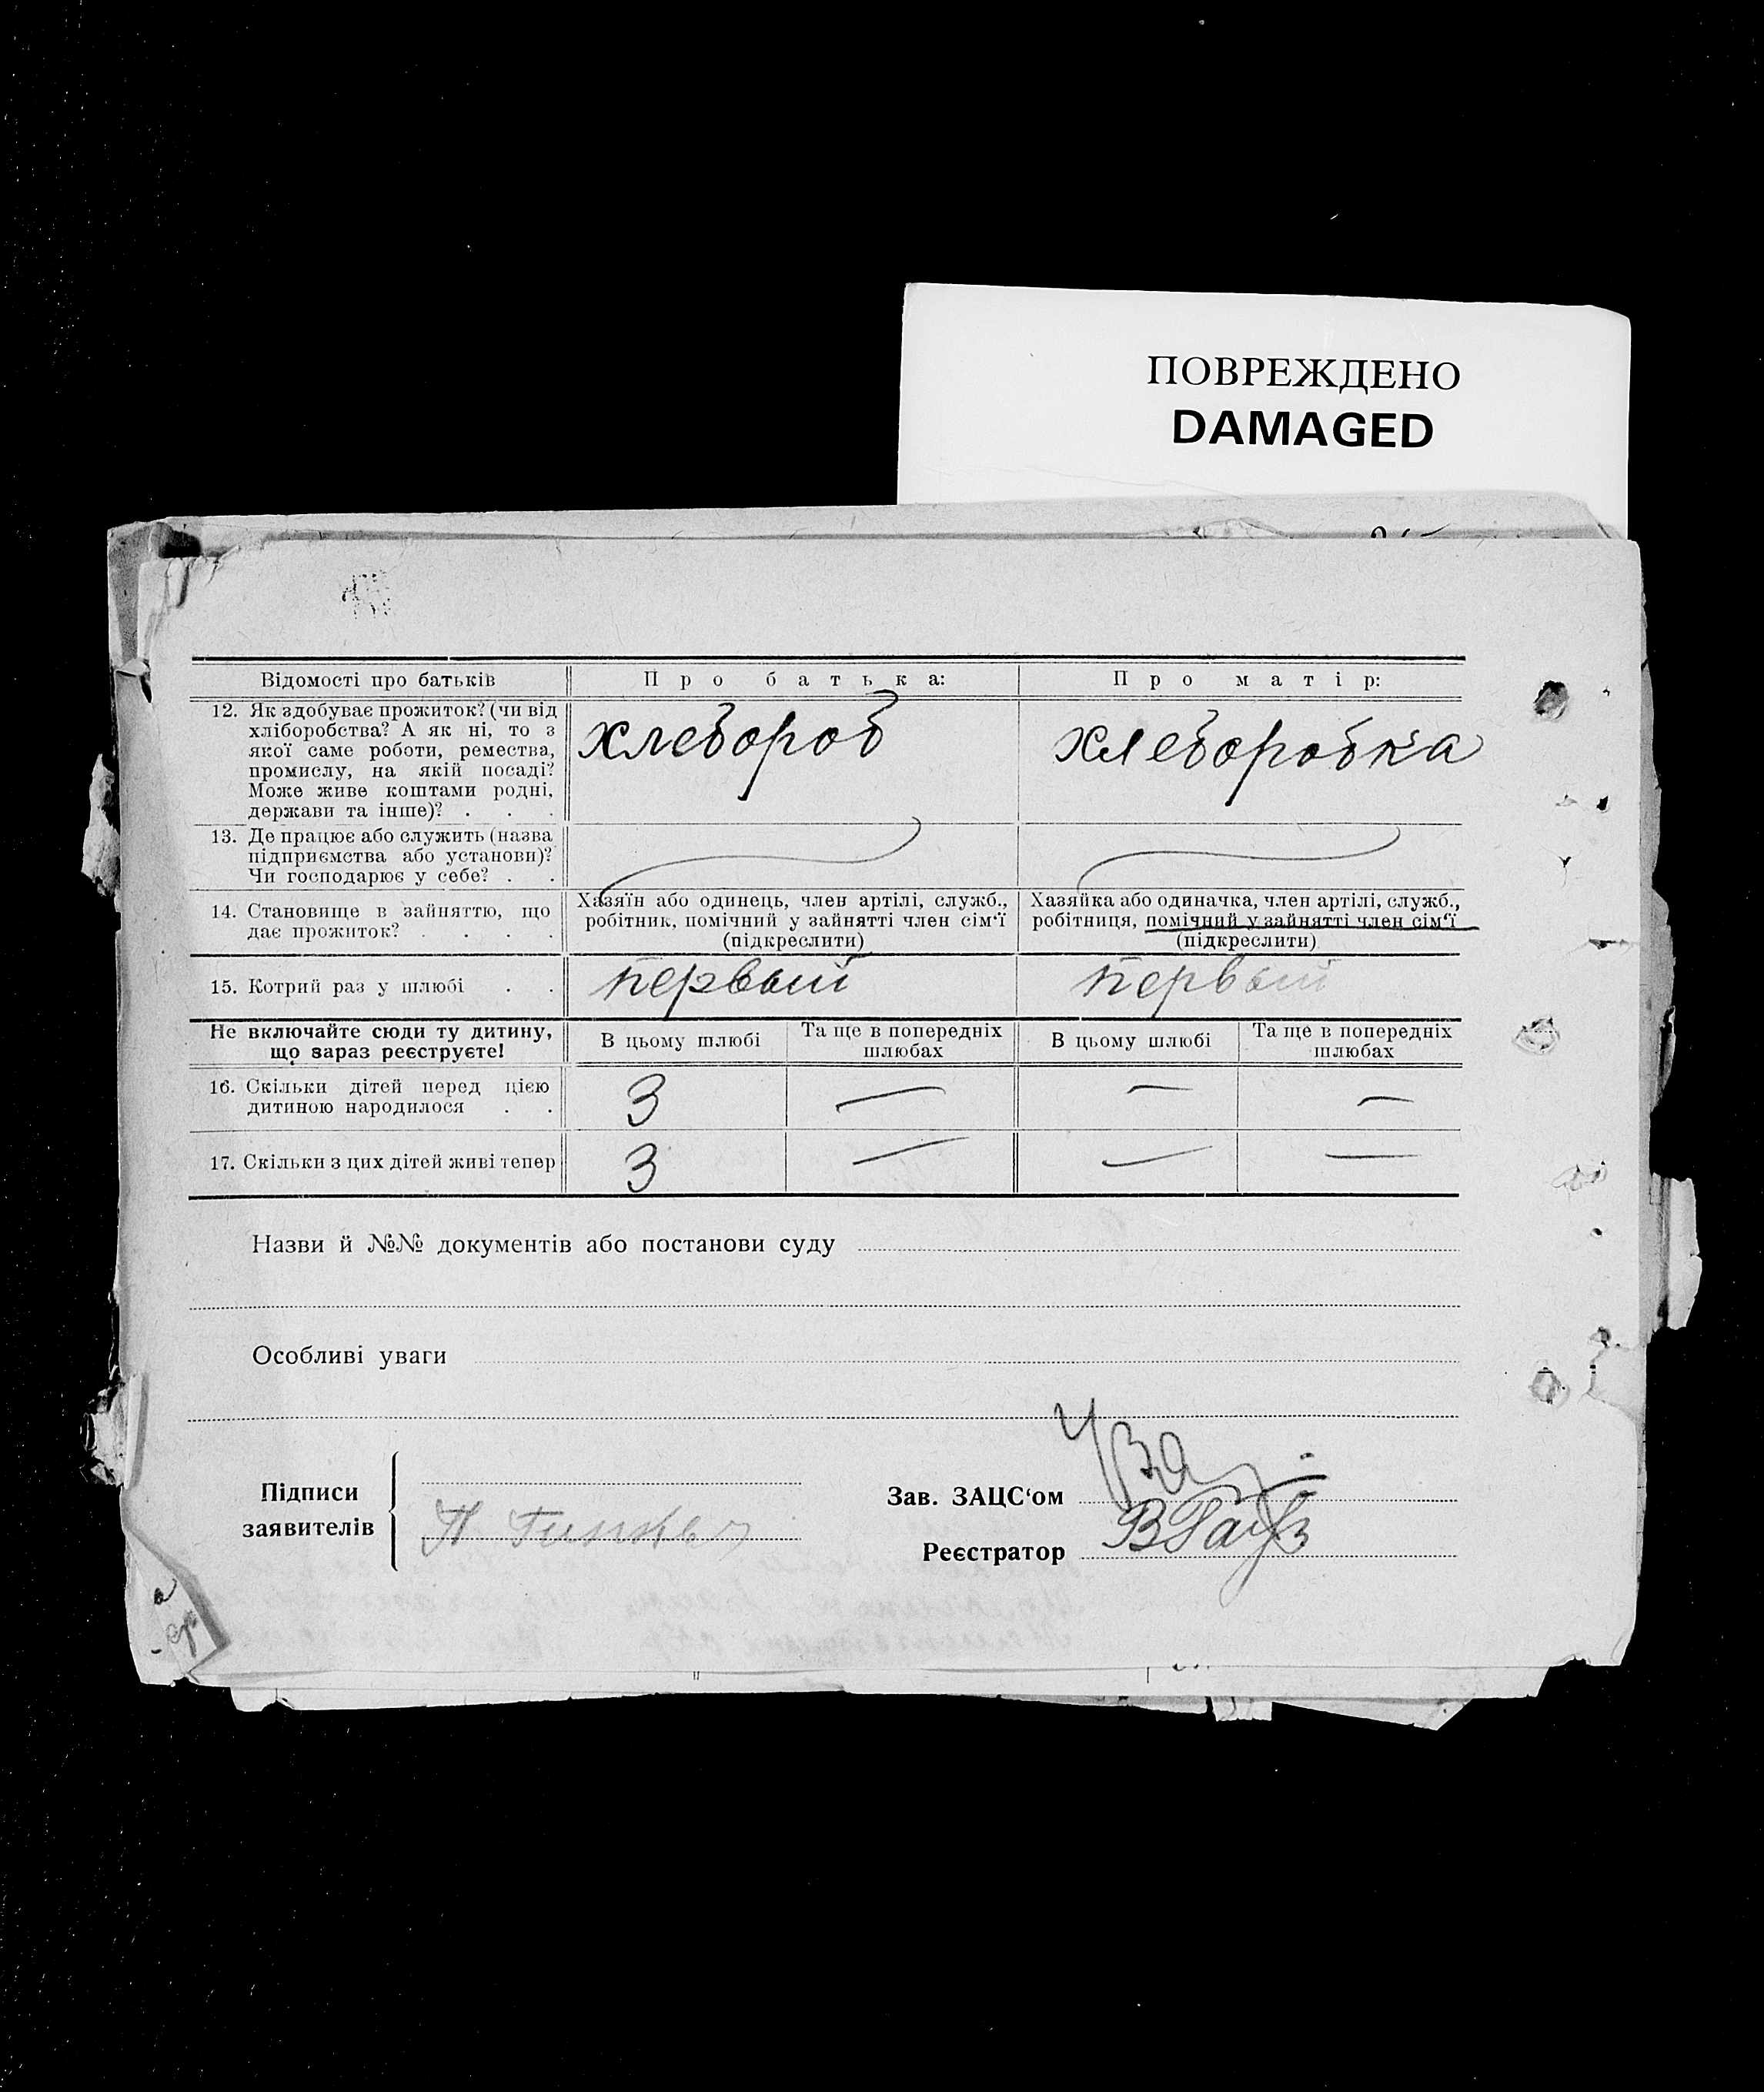 ПОВРЕЖДЕНО
DAMAGED
Відомості про батьків
Про батька:
Про матір:
12. Як здобуває прожиток? (чи від
хліборобства? А як ні, то з
якої саме роботи, ремества,
промислу, на якій посаді?
Може живе коштами родні,
держави та інше)? . . .
хлебороб
хлеборобка
13. Де працює або служить (назва
підприємства або установи)?
Чи господарює у себе? . .
14. Становище в зайняттю, що
дає прожиток? . . . .
Хазяїн або одинець, член артілі, служб.,
робітник, помічний у зайнятті член сім'ї
(підкреслити)
Хазяйка або одиначка, член артілі, служб.,
робітниця, помічний у зайнятті член сім'ї
(підкреслити)
15. Котрий раз у шлюбі . .
первый
первый
Не включайте сюди ту дитину,
що зараз реєструєте!
В цьому шлюбі
Та ще в попередніх
шлюбах
В цьому шлюбі
Та ще в попередніх
шлюбах
16. Скільки дітей перед цією
дитиною народилося . .
3 — — —
17. Скільки з цих дітей живі тепер
3 — — —
Назви й №№ документів або постанови суду
Особливі уваги
Підписи
заявителів
Зав. ЗАЦС‘ом
Реєстратор